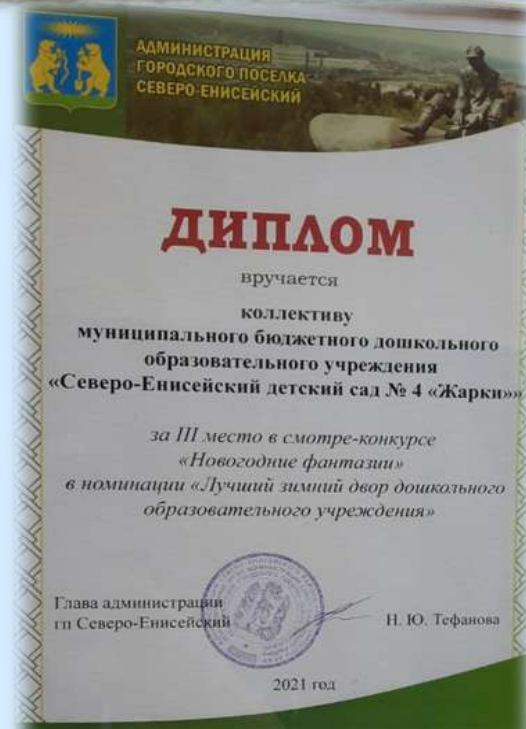 АДМИНИСТРАЦИЯ
ГОРОДСКОГО ПОСЕЛКА
СЕВЕРО-ЕНИСЕЙСКИЙ
ДИПЛОМ
вручается
коллективу
муниципального бюджетного дошкольного
образовательного учреждения
«Северо-Енисейский детский сад № 4 «Жарки»»
за III место в смотре-конкурсе
«Новогодние фантазии»
в номинации «Лучший зимний двор дошкольного
образовательного учреждения»
Глава администрации
гп Северо-Енисейский
Н. Ю. Тефанова
2021 год